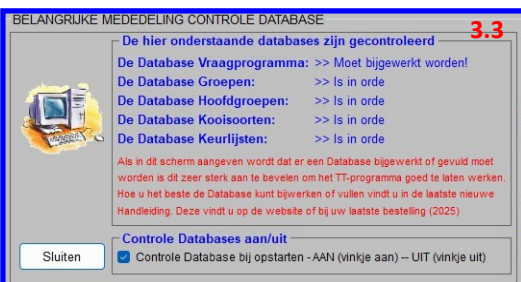 BELANGRIJKE MEDEDELING CONTROLE DATABASE
3.3
De hier onderstaande databases zijn gecontroleerd
De Database Vraagprogramma: >> Moet bijgewerkt worden!
De Database Groepen: >> Is in orde
De Database Hoofdgroepen: >> Is in orde
De Database Kooisoorten: >> Is in orde
De Database Keurlijsten: >> Is in orde
Als in dit scherm aangeven wordt dat er een Database bijgewerkt of gevuld moet
worden is dit zeer sterk aan te bevelen om het TT-programma goed te laten werken.
Hoe u het beste de Database kunt bijwerken of vullen vindt u in de laatste nieuwe
Handleiding. Deze vindt u op de website of bij uw laatste bestelling (2025)
Controle Databases aan/uit
Sluiten
Controle Database bij opstarten - AAN (vinkje aan) -- UIT (vinkje uit)